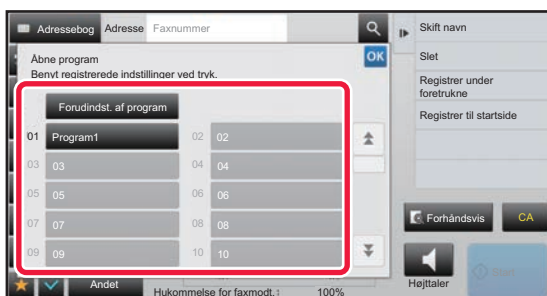 Adressebog Adresse Faxnummer
Skift navn
Åbne program
OK
Slet
Benyt registrerede indstillinger ved tryk.
Registrer under
foretrukne
Forudindst. af program
Registrer til startside
01 Program1 02 02
03 03 04 04
05 05 06 06
07 07 08 08
Forhåndsvis CA
09 09 10 10
Andet
Hukommelse for faxmodt.: 100%
Højttaler
Start